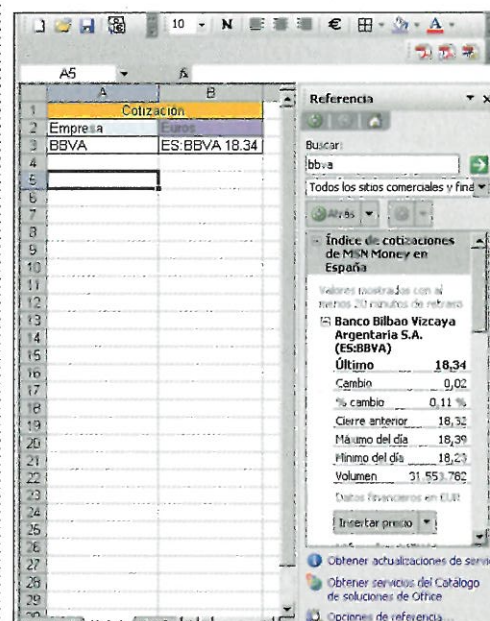 10 N €
A5 fx
A B
1 Cotización
2 Empresa Euros
3 BBVA ES:BBVA 18.34
4
5
6
7
8
9
10
11
12
13
14
15
16
17
18
19
20
21
22
23
24
25
26
27
28
29
Referencia
Buscar:
bbva
Todos los sitios comerciales y fina
Atrás
Índice de cotizaciones
de MSN Money en
España
Valores mostrados con al
menos 20 minutos de retraso
Banco Bilbao Vizcaya
Argentaria S.A.
(ES:BBVA)
Último 18,34
Cambio 0,02
% cambio 0,11 %
Cierre anterior 18,32
Máximo del día 18,39
Mínimo del día 18,23
Volumen 31.551.762
Datos financieros en EUR
Insertar precio
Obtener actualizaciones de servi
Obtener servicios del Catálogo
de soluciones de Office
Opciones de referencia...